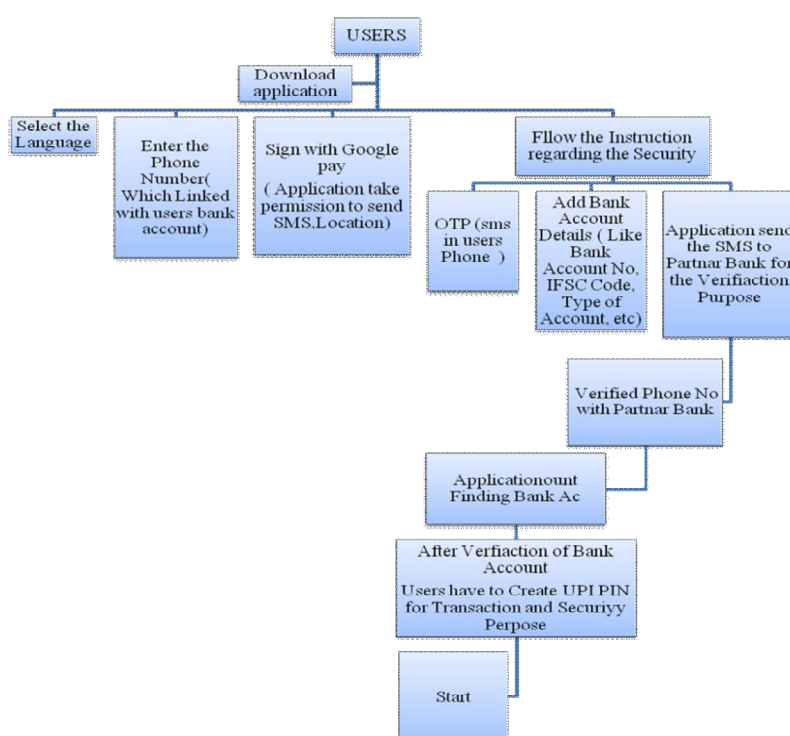 USERS
Download
application
Select the
Language
Enter the
Phone
Number(
Which Linked
with users bank
account)
Sign with Google
pay
( Application take
permission to send
SMS.Location)
Fllow the Instruction
regarding the Security
OTP (sms
in users
Phone )
Add Bank
Account
Details ( Like
Bank
Account No,
IFSC Code,
Type of
Account, etc)
Application send
the SMS to
Partnar Bank for
the Verifiaction
Purpose
Verified Phone No
with Partnar Bank
Applicationount
Finding Bank Ac
After Verfiaction of Bank
Account
Users have to Create UPI PIN
for Transaction and Securiyy
Perpose
Start